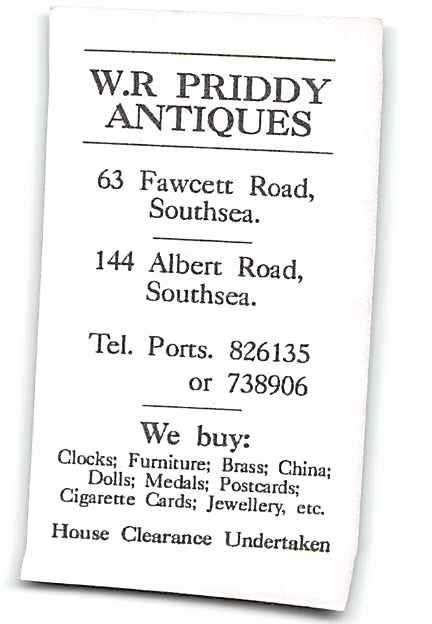 W.R PRIDDY
ANTIQUES
63 Fawcett Road,
Southsea.
144 Albert Road,
Southsea.
Tel. Ports. 826135
or 738906
We buy:
Clocks; Furniture; Brass; China;
Dolls; Medals; Postcards;
Cigarette Cards; Jewellery, etc.
House Clearance Undertaken